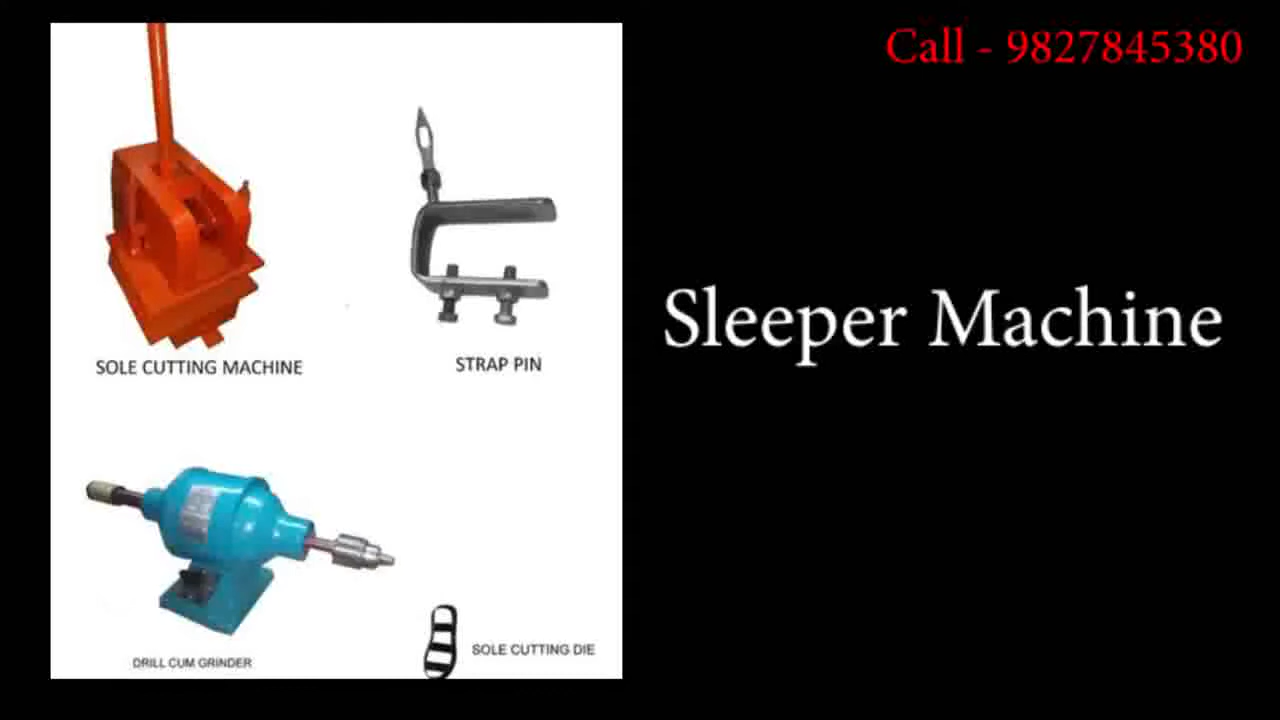 Call - 9827845380
SOLE CUTTING MACHINE
STRAP PIN
Sleeper Machine
DRILL CUM GRINDER
SOLE CUTTING DIE